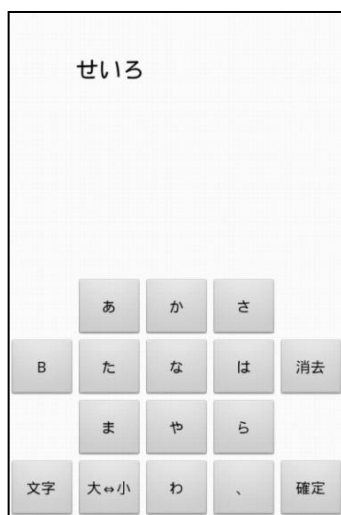 せいろ
あ か さ
B た な は 消去
ま や ら
文字 大⇔小 わ 、 確定